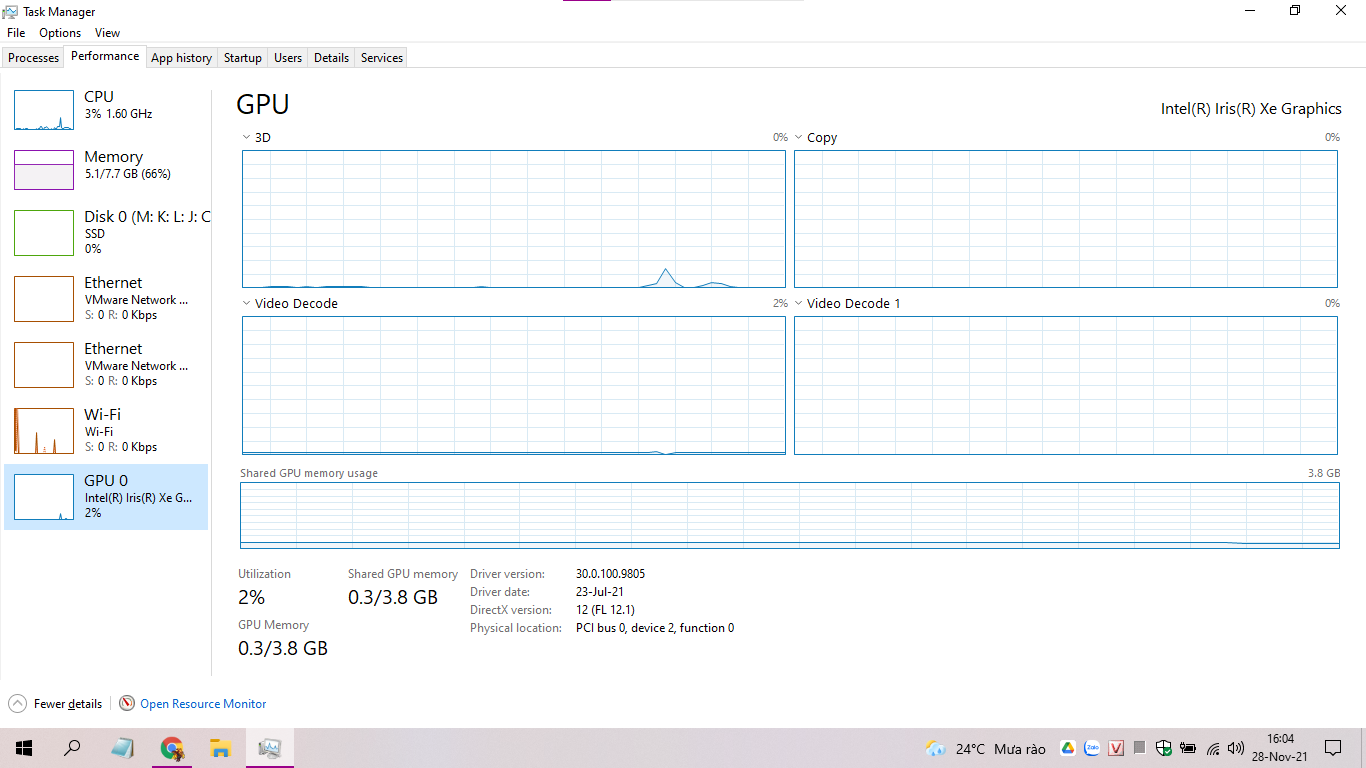 Task Manager
File Options View
Processes Performance App history Startup Users Details Services
CPU
3% 1.60 GHz
Memory
5.1/7.7 GB (66%)
Disk 0 (M: K: L: J: C
SSD
0%
Ethernet
VMware Network ...
S: 0 R: 0 Kbps
Ethernet
VMware Network ...
S: 0 R: 0 Kbps
Wi-Fi
Wi-Fi
S: 0 R: 0 Kbps
GPU 0
Intel(R) Iris(R) Xe G...
2%
GPU
Intel(R) Iris(R) Xe Graphics
3D 0%
Copy 0%
Video Decode 2%
Video Decode 1 0%
Shared GPU memory usage 3.8 GB
Utilization
2%
Shared GPU memory
0.3/3.8 GB
GPU Memory
0.3/3.8 GB
Driver version: 30.0.100.9805
Driver date: 23-Jul-21
DirectX version: 12 (FL 12.1)
Physical location: PCI bus 0, device 2, function 0
Fewer details
Open Resource Monitor
24°C Mưa rào
Zalo
V
16:04
28-Nov-21